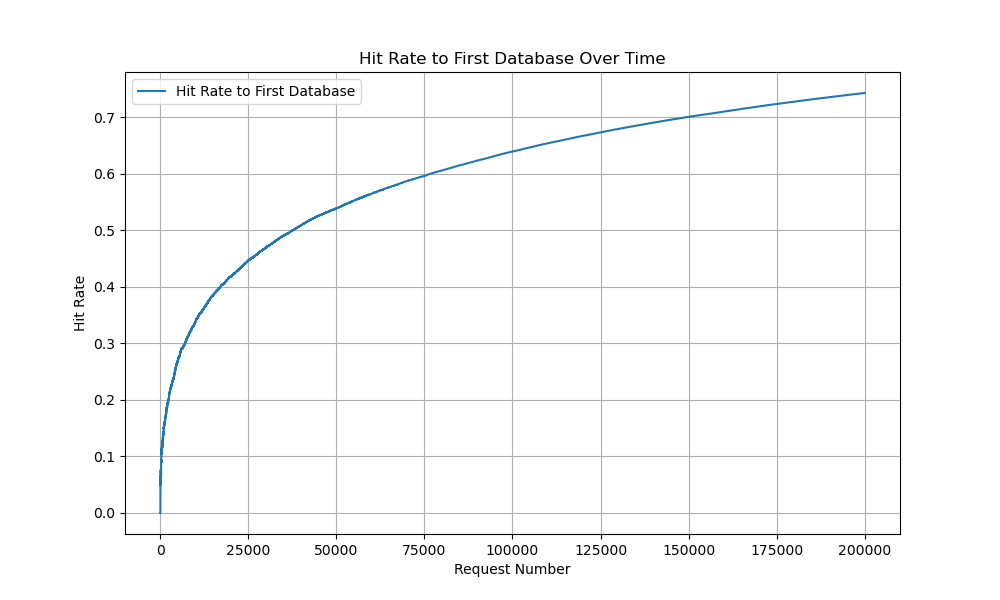 Hit Rate to First Database Over Time
Hit Rate to First Database
Hit Rate
0.7
0.6
0.5
0.4
0.3
0.2
0.1
0.0
0 25000 50000 75000 100000 125000 150000 175000 200000
Request Number